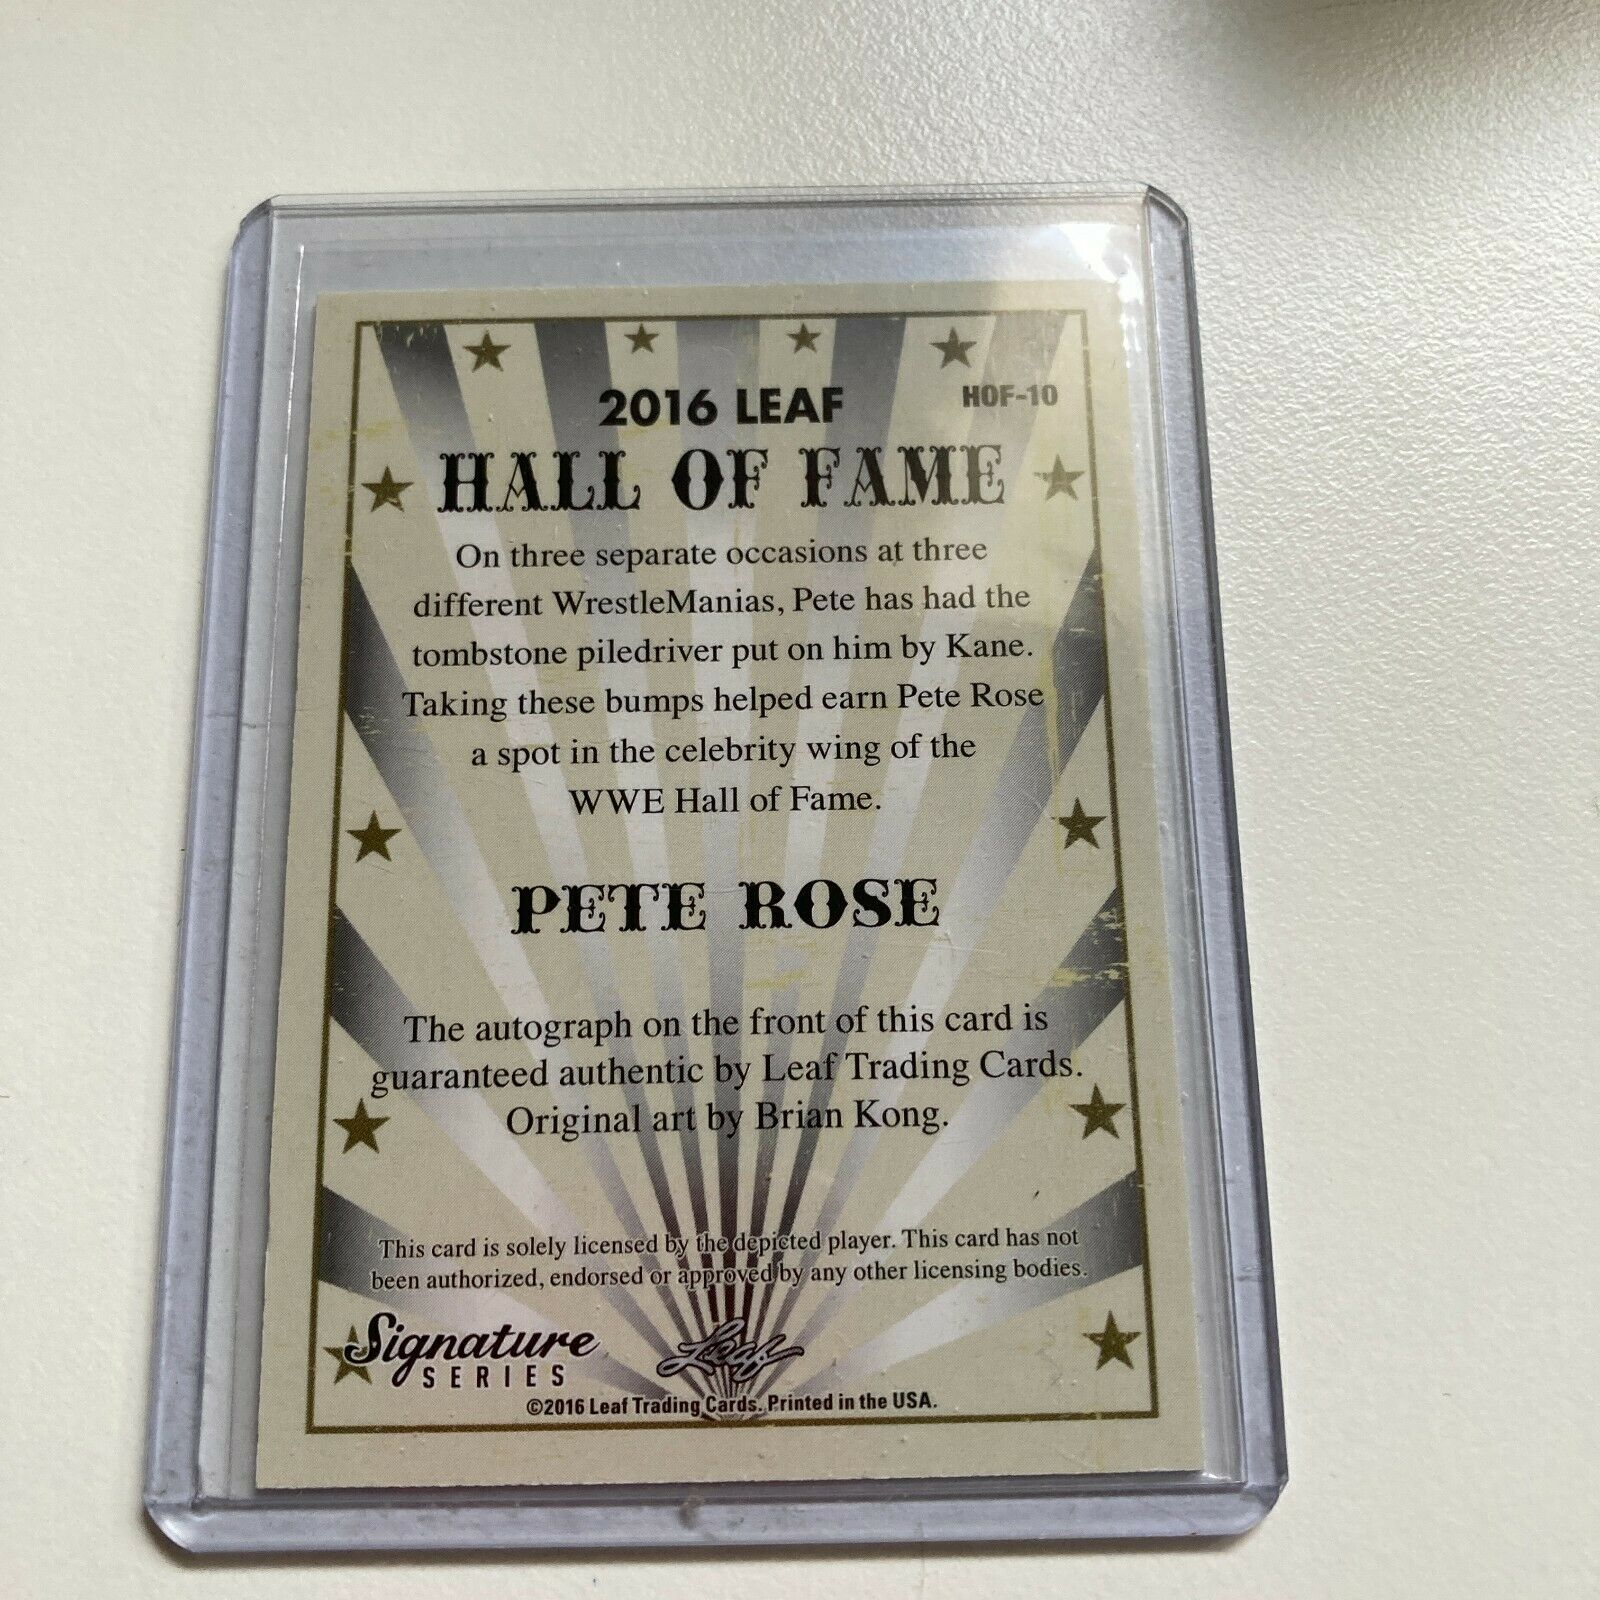 2016 LEAF
HOF-10
HALL OF FAME
On three separate occasions at three
different WrestleManias, Pete has had the
tombstone piledriver put on him by Kane.
Taking these bumps helped earn Pete Rose
a spot in the celebrity wing of the
WWE Hall of Fame.
PETE ROSE
The autograph on the front of this card is
guaranteed authentic by Leaf Trading Cards.
Original art by Brian Kong.
This card is solely licensed by the depicted player. This card has not
been authorized, endorsed or approved by any other licensing bodies.
Signature
SERIES
Leaf
©2016 Leaf Trading Cards. Printed in the USA.